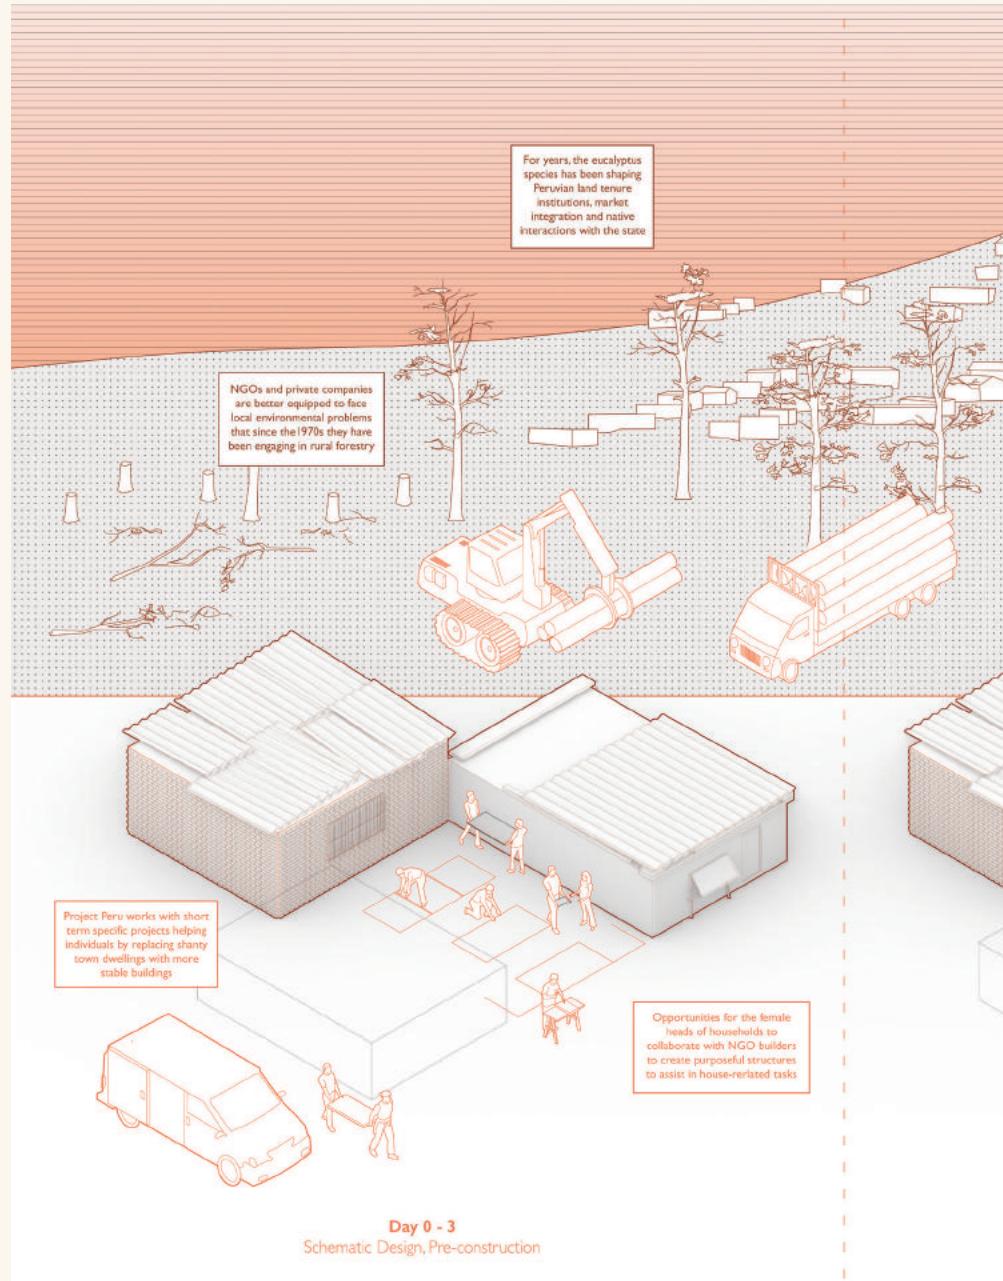 For years, the eucalyptus
species has been shaping
Peruvian land tenure
institutions, market
integration and native
interactions with the state
NGOs and private companies
are better equipped to face
local environmental problems
that since the1970s they have
been engaging in rural forestry
Project Peru works with short
term specific projects helping
individuals by replacing shanty
town dwellings with more
stable buildings
Opportunities for the female
heads of households to
collaborate with NGO builders
to create purposeful structures
to assist in house-rerlated tasks
Day 0 - 3
Schematic Design, Pre-construction